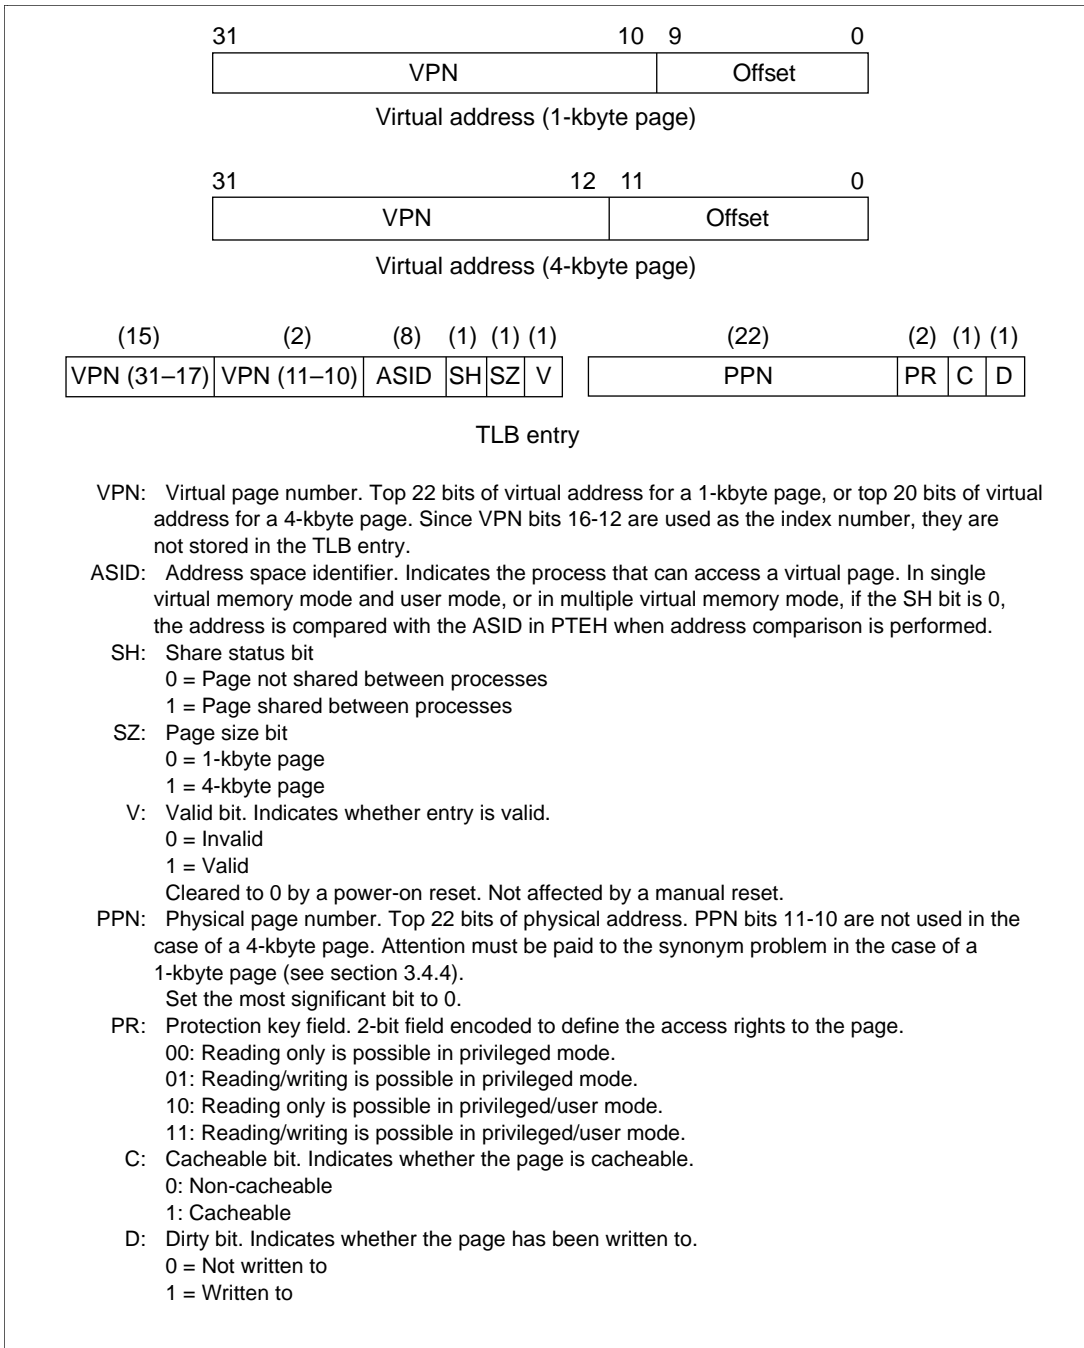 31 10 9 0
VPN Offset
Virtual address (1-kbyte page)
31 12 11 0
VPN Offset
Virtual address (4-kbyte page)
(15) (2) (8) (1) (1) (1) (22) (2) (1) (1)
VPN (31–17) VPN (11–10) ASID SH SZ V PPN PR C D
TLB entry
VPN: Virtual page number. Top 22 bits of virtual address for a 1-kbyte page, or top 20 bits of virtual
address for a 4-kbyte page. Since VPN bits 16-12 are used as the index number, they are
not stored in the TLB entry.
ASID: Address space identifier. Indicates the process that can access a virtual page. In single
virtual memory mode and user mode, or in multiple virtual memory mode, if the SH bit is 0,
the address is compared with the ASID in PTEH when address comparison is performed.
SH: Share status bit
0 = Page not shared between processes
1 = Page shared between processes
SZ: Page size bit
0 = 1-kbyte page
1 = 4-kbyte page
V: Valid bit. Indicates whether entry is valid.
0 = Invalid
1 = Valid
Cleared to 0 by a power-on reset. Not affected by a manual reset.
PPN: Physical page number. Top 22 bits of physical address. PPN bits 11-10 are not used in the
case of a 4-kbyte page. Attention must be paid to the synonym problem in the case of a
1-kbyte page (see section 3.4.4).
Set the most significant bit to 0.
PR: Protection key field. 2-bit field encoded to define the access rights to the page.
00: Reading only is possible in privileged mode.
01: Reading/writing is possible in privileged mode.
10: Reading only is possible in privileged/user mode.
11: Reading/writing is possible in privileged/user mode.
C: Cacheable bit. Indicates whether the page is cacheable.
0: Non-cacheable
1: Cacheable
D: Dirty bit. Indicates whether the page has been written to.
0 = Not written to
1 = Written to